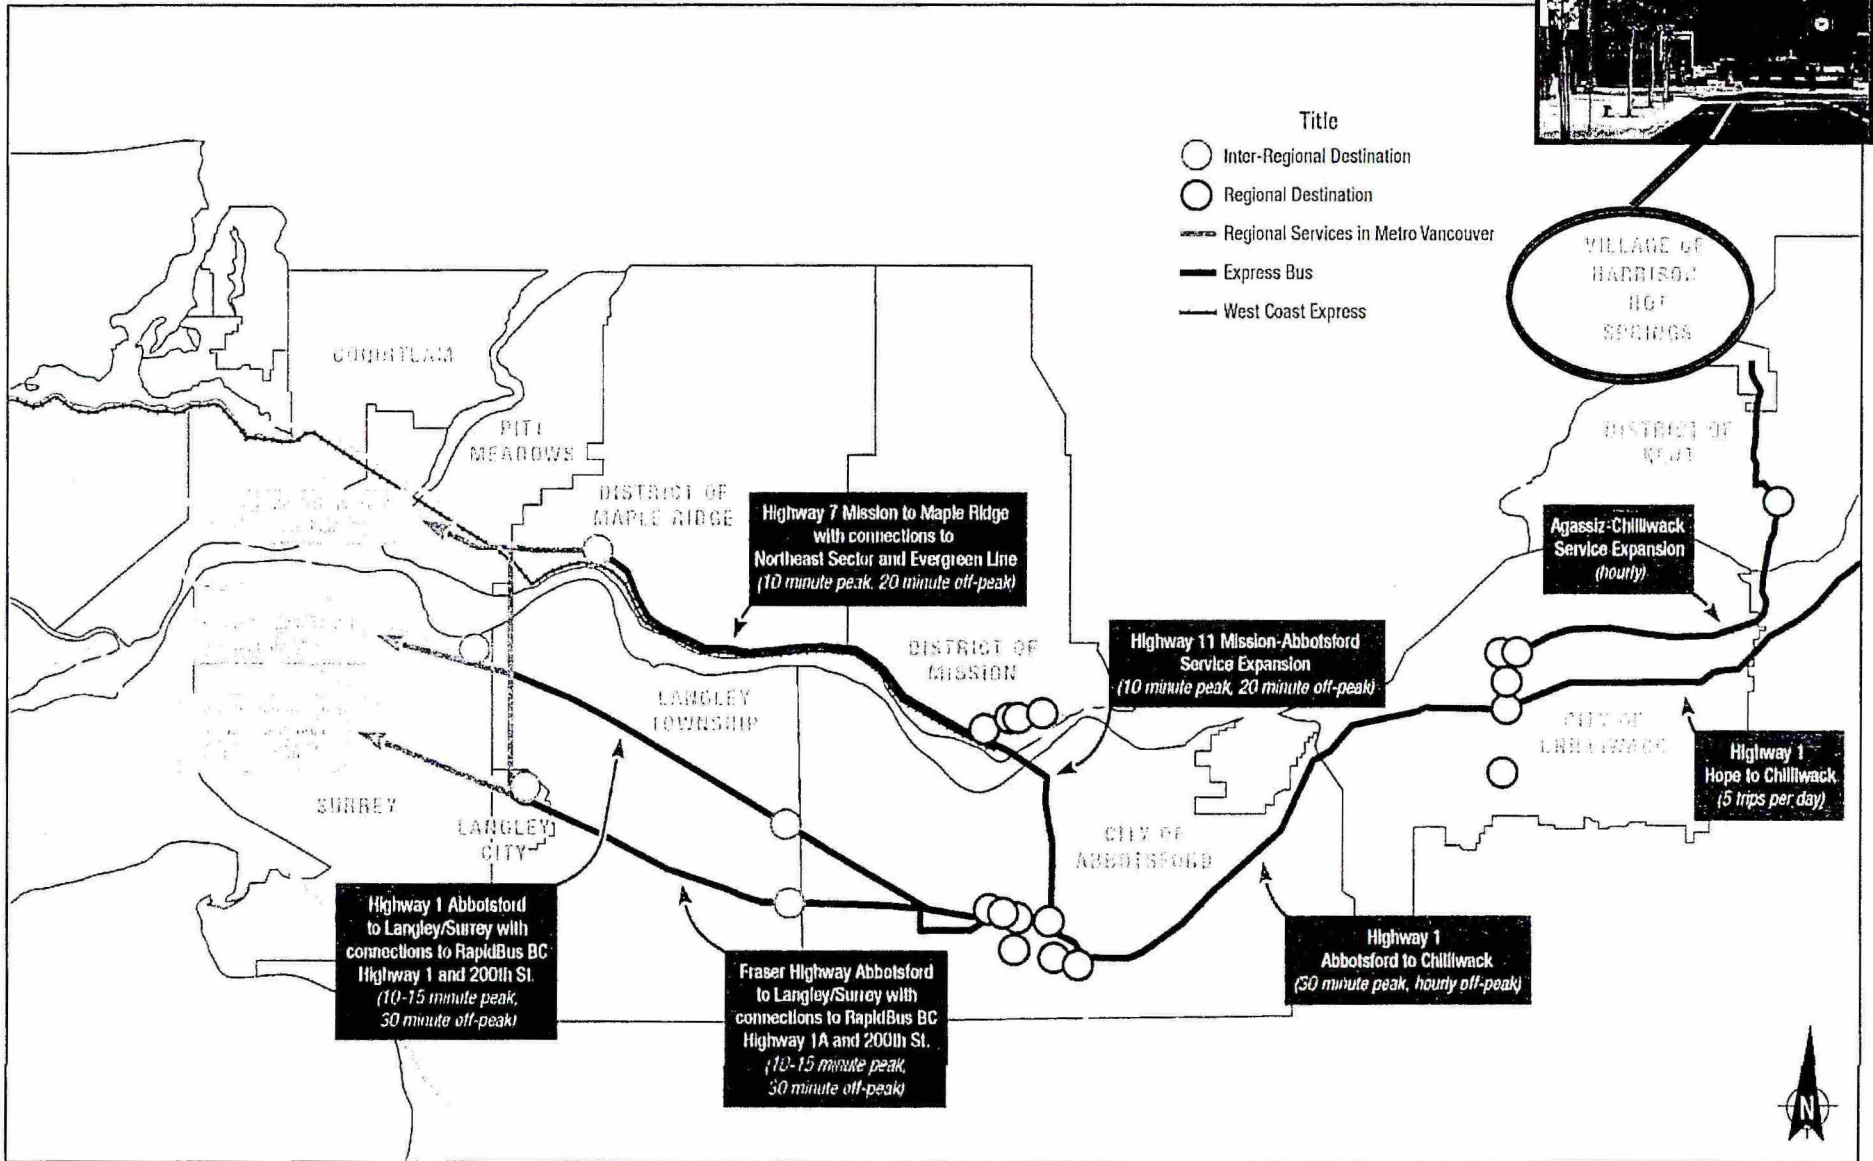 Title
Inter-Regional Destination
Regional Destination
Regional Services in Metro Vancouver
Express Bus
West Coast Express
VILLAGE OF
HARRISON
HOT
SPRINGS
COQUITLAM
PITT
MEADOWS
DISTRICT OF
MAPLE RIDGE
DISTRICT OF
KENT
Highway 7 Mission to Maple Ridge
with connections to
Northeast Sector and Evergreen Line
(10 minute peak, 20 minute off-peak)
Agassiz-Chilliwack
Service Expansion
(hourly)
DISTRICT OF
MISSION
Highway 11 Mission-Abbotsford
Service Expansion
(10 minute peak, 20 minute off-peak)
LANGLEY
TOWNSHIP
CITY OF
CHILLIWACK
Highway 1
Hope to Chilliwack
(5 trips per day)
SURREY
LANGLEY
CITY
CITY OF
ABBOTSFORD
Highway 1 Abbotsford
to Langley/Surrey with
connections to RapidBus BC
Highway 1 and 200th St.
(10-15 minute peak,
30 minute off-peak)
Fraser Highway Abbotsford
to Langley/Surrey with
connections to RapidBus BC
Highway 1A and 200th St.
(10-15 minute peak,
30 minute off-peak)
Highway 1
Abbotsford to Chilliwack
(30 minute peak, hourly off-peak)
N